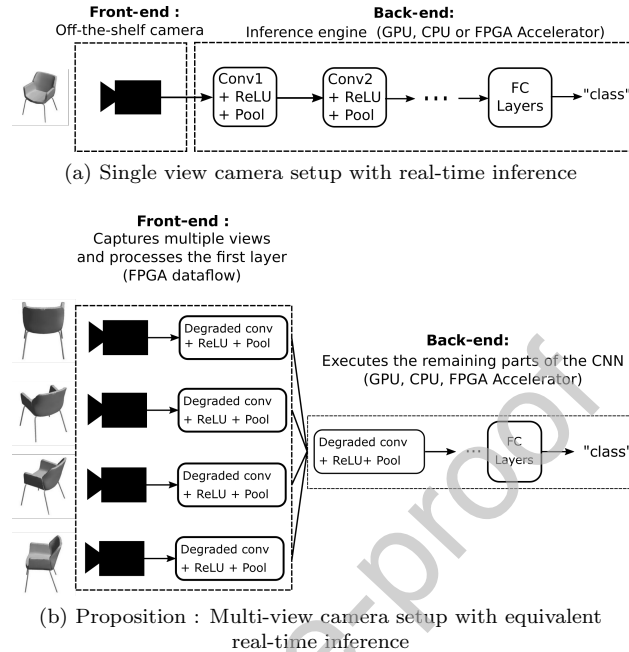 Front-end :
Off-the-shelf camera
Back-end:
Inference engine (GPU, CPU or FPGA Accelerator)
Conv1
+ ReLU
+ Pool
Conv2
+ ReLU
+ Pool
...
FC
Layers
"class"
(a) Single view camera setup with real-time inference
Front-end :
Captures multiple views
and processes the first layer
(FPGA dataflow)
Degraded conv
+ ReLU + Pool
Degraded conv
+ ReLU + Pool
Degraded conv
+ ReLU + Pool
Degraded conv
+ ReLU + Pool
Back-end:
Executes the remaining parts of the CNN
(GPU, CPU, FPGA Accelerator)
Degraded conv
+ ReLU+ Pool
...
FC
Layers
"class"
(b) Proposition : Multi-view camera setup with equivalent
real-time inference
e-proof